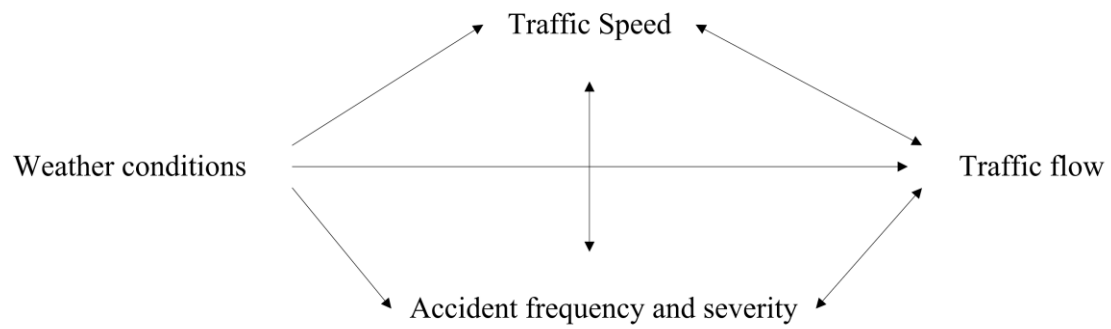 Traffic Speed
Weather conditions
Traffic flow
Accident frequency and severity